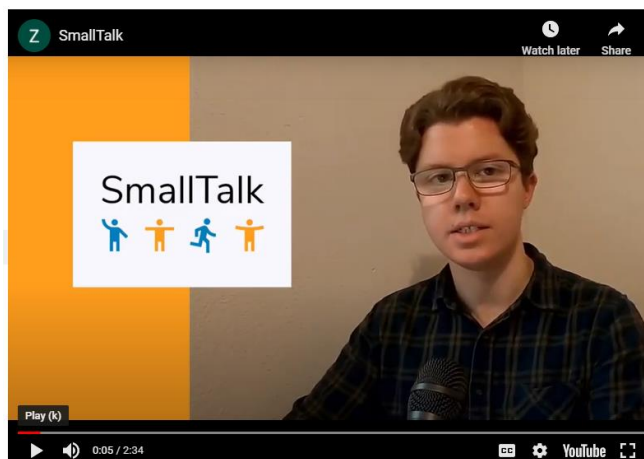 Z SmallTalk
Watch later Share
SmallTalk
Play (k)
0:05 / 2:34 CC YouTube